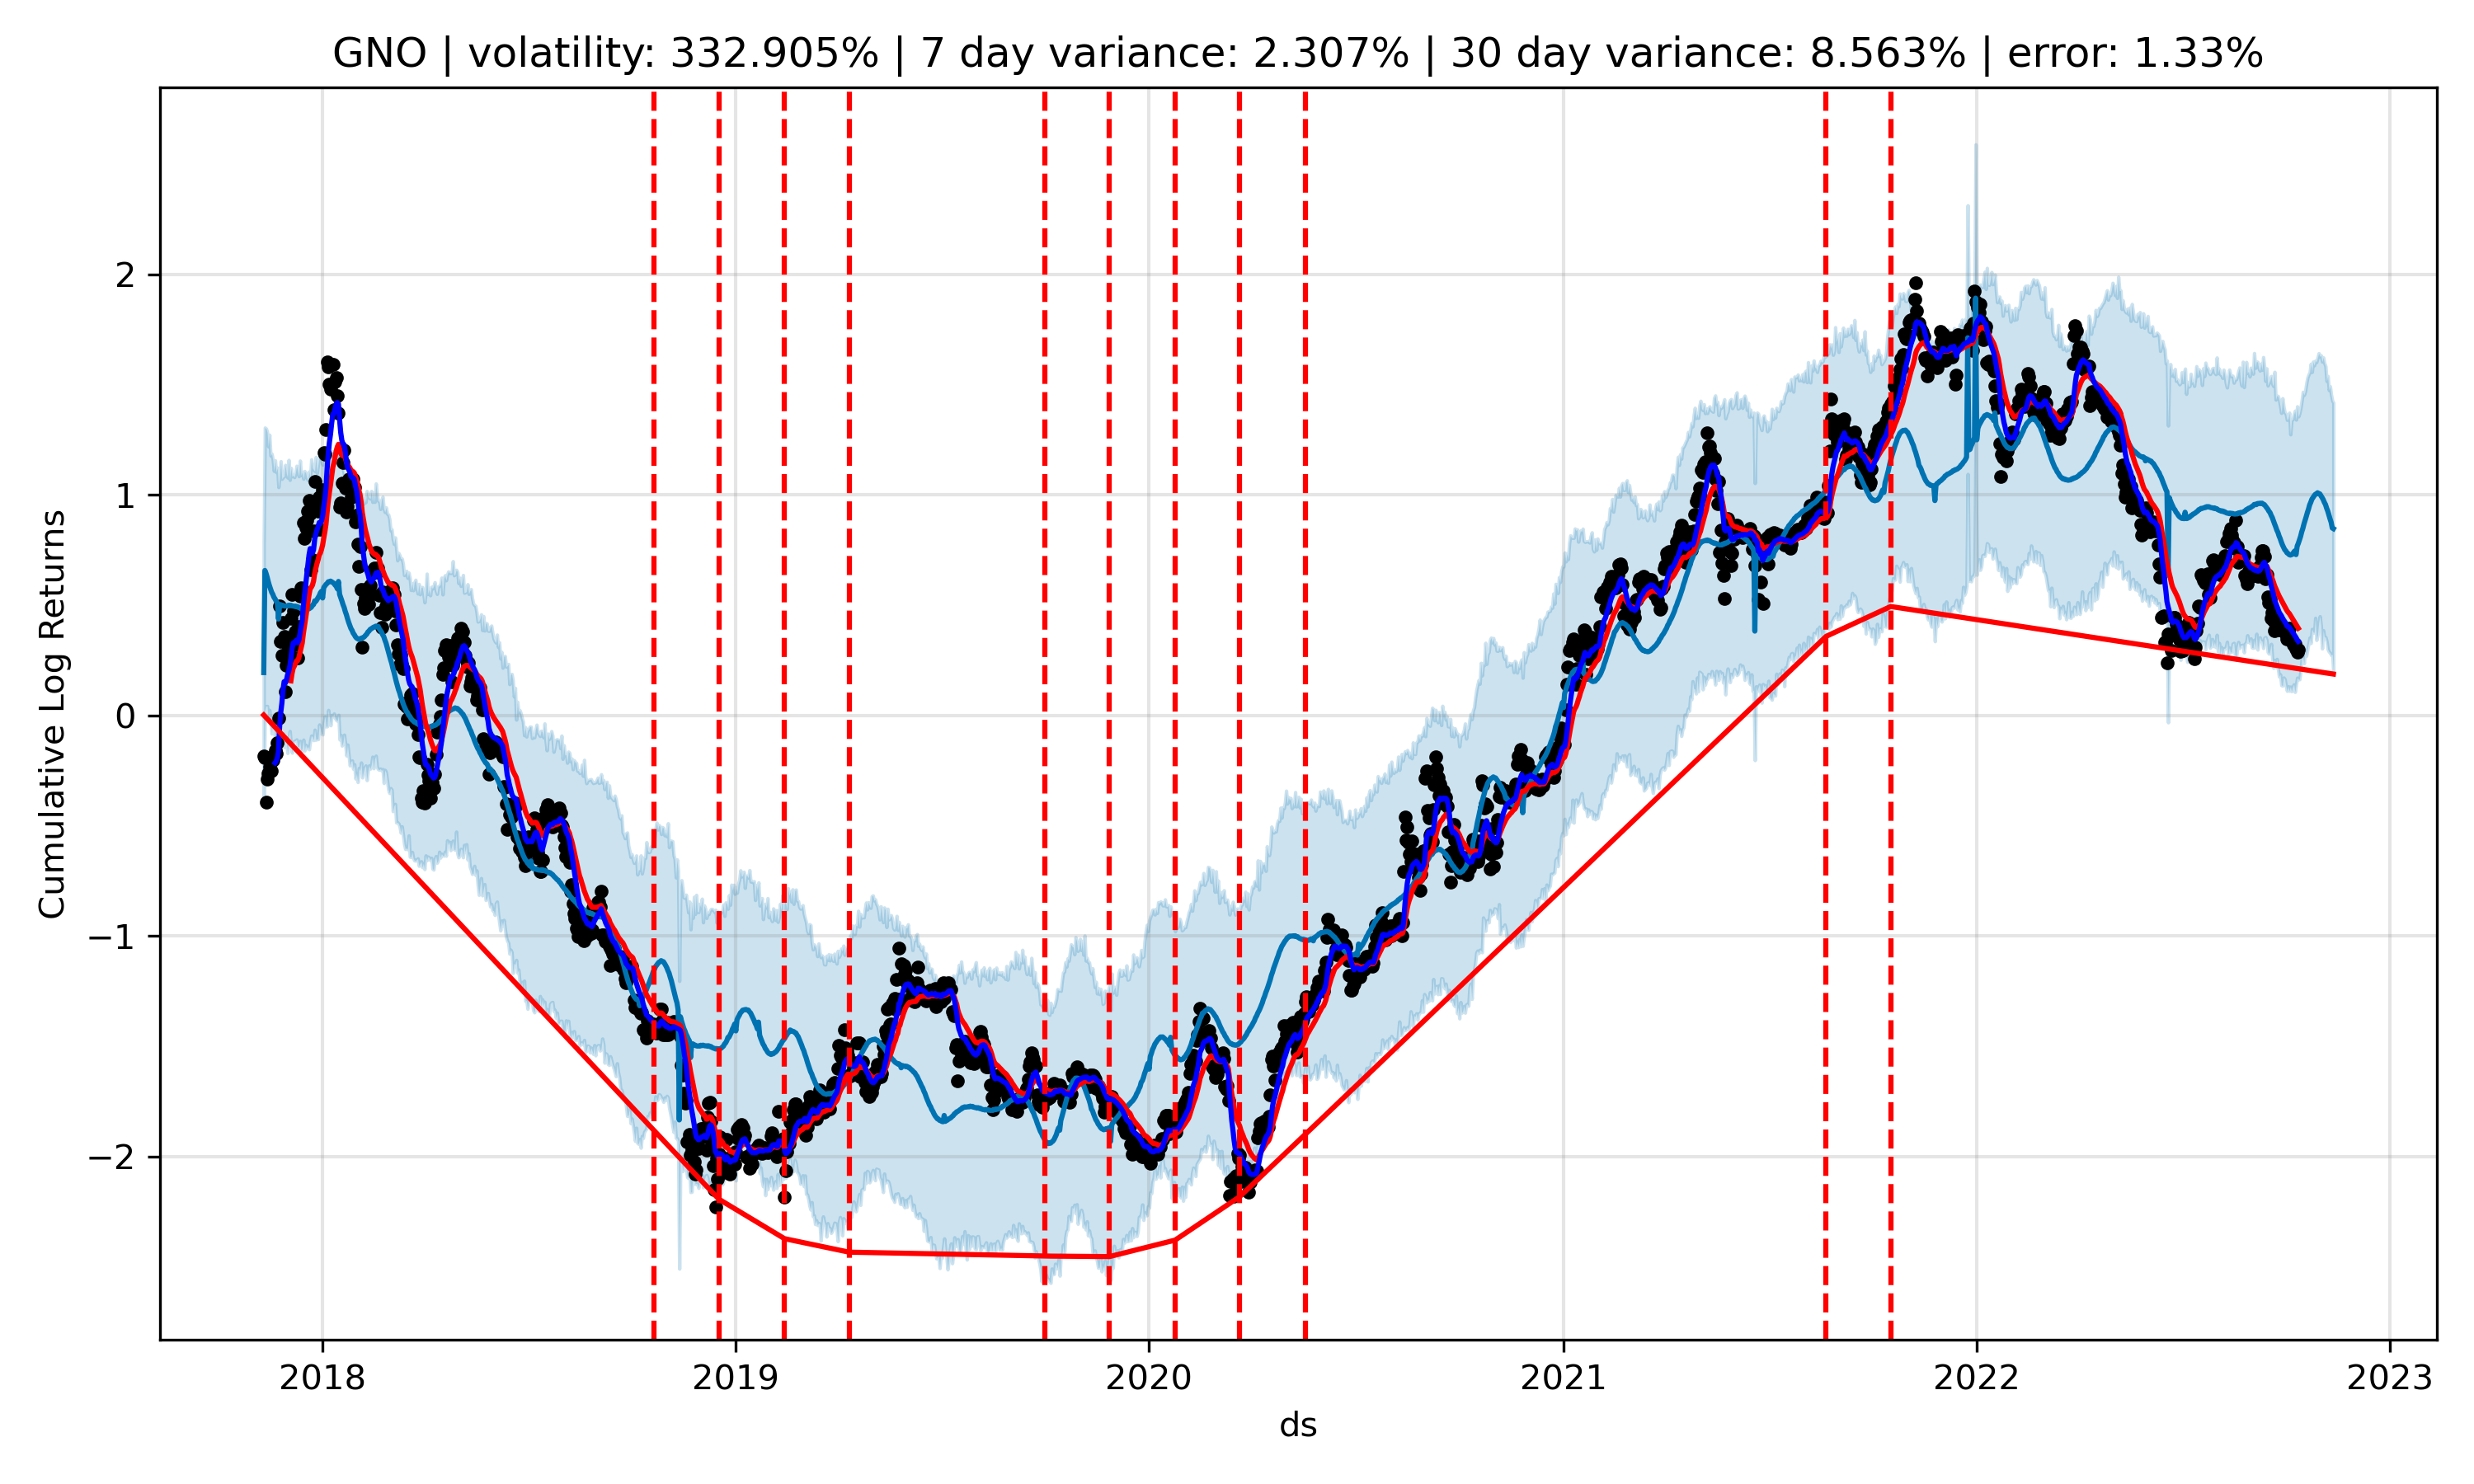 GNO | volatility: 332.905% | 7 day variance: 2.307% | 30 day variance: 8.563% | error: 1.33%
Cumulative Log Returns
2
1
0
−1
−2
2018 2019 2020 2021 2022 2023
ds